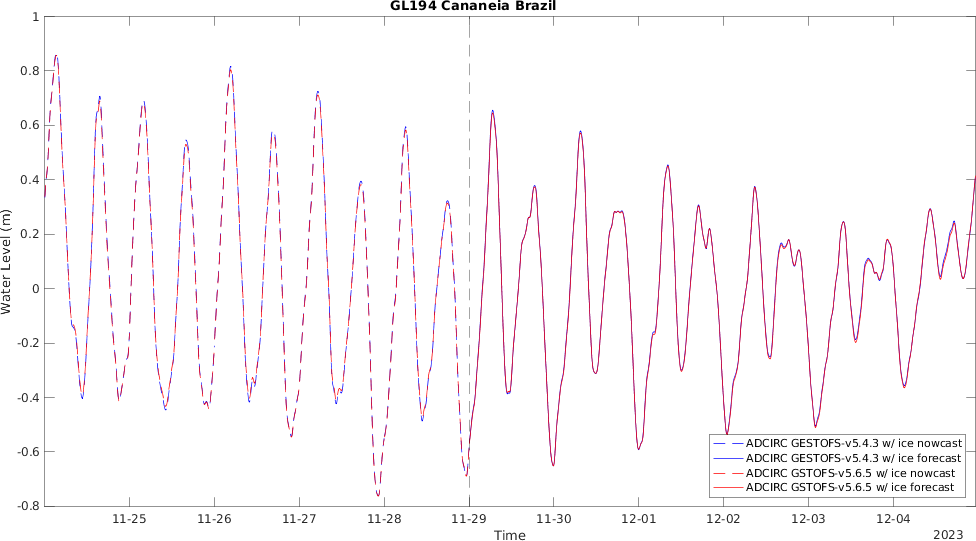 GL194 Cananeia Brazil
1
0.8
0.6
0.4
0.2
0
-0.2
-0.4
-0.6
-0.8
Water Level (m)
ADCIRC GESTOFS-v5.4.3 w/ ice nowcast
ADCIRC GESTOFS-v5.4.3 w/ ice forecast
ADCIRC GSTOFS-v5.6.5 w/ ice nowcast
ADCIRC GSTOFS-v5.6.5 w/ ice forecast
11-25 11-26 11-27 11-28 11-29 11-30 12-01 12-02 12-03 12-04
Time
2023